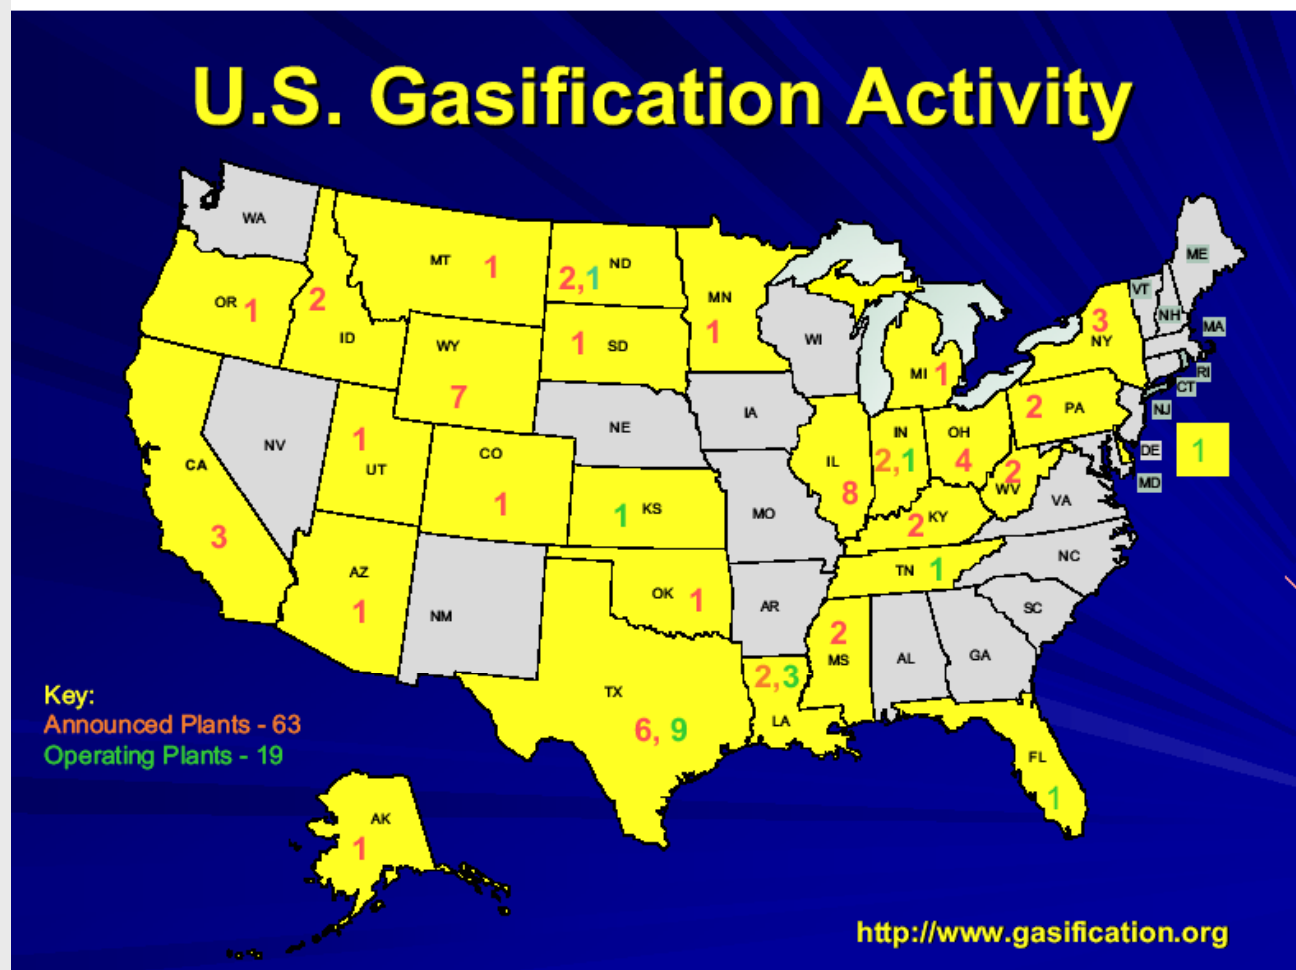 U.S. Gasification Activity
WA
ME
MT 1
ND
2,1
VT
OR 1
2
ID
MN
1
NH
MA
3
NY
WY
7
1 SD
WI
MI 1
RI
CT
IA
2 PA
NJ
NV
1
UT
CO
1
NE
IN
2,1
OH
4
DE
1
CA
3
IL
8
2
WV
MD
1 KS
MO
2 KY
VA
AZ
1
NM
OK 1
AR
TN 1
NC
SC
2
MS
AL
GA
TX
6, 9
2,3
LA
Key:
Announced Plants - 63
Operating Plants - 19
FL
1
AK
1
http://www.gasification.org